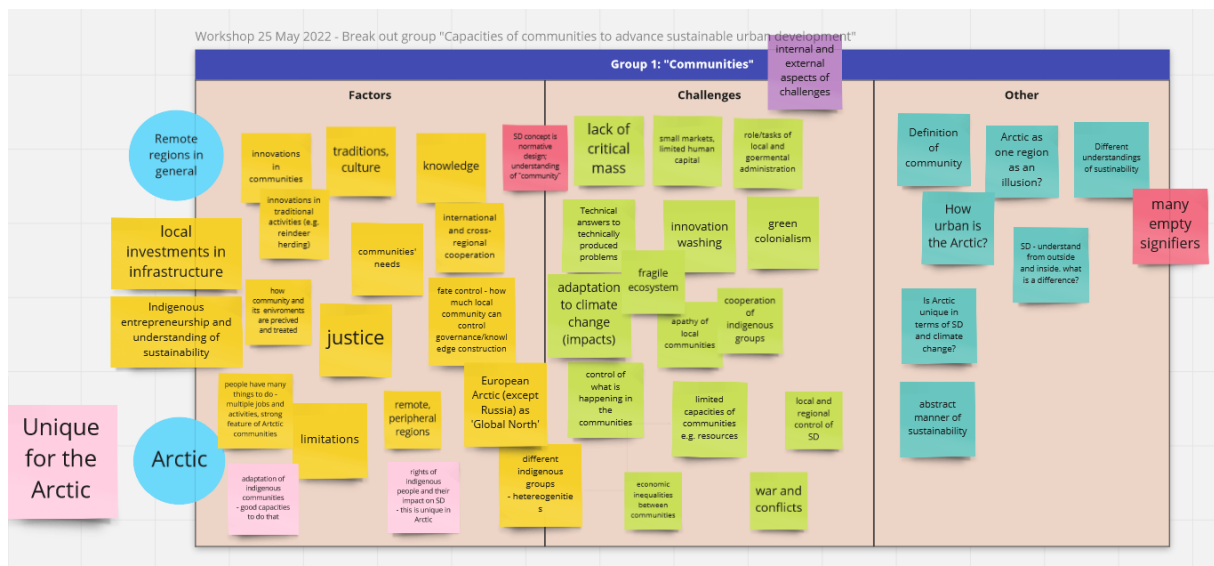 Workshop 25 May 2022 - Break out group "Capacities of communities to advance sustainable urban development"
Group 1: "Communities"
internal and
external
aspects of
challenges
Factors
Remote
regions in
general
innovations
in
communities
traditions,
culture
knowledge
SD concept is
normative
design;
understanding
of "community"
innovations in
traditional
activities (e.g.
reindeer
herding)
international
and cross-
regional
cooperation
local
investments in
infrastructure
communities'
needs
how
community and
its enivroments
are precived
and treated
fate control - how
much local
community can
control
governance/knowl
edge construction
Indigenous
entrepreneurship and
understanding of
sustainability
justice
people have many
things to do -
multiple jobs and
activities, strong
feature of Artctic
communities
limitations
remote,
peripheral
regions
European
Arctic (except
Russia) as
'Global North'
Unique
for the
Arctic
Arctic
adaptation of
indigenous
communities
- good capacities
to do that
rights of
indigenous
people and their
impact on SD
- this is unique in
Arctic
different
indigenous
groups
- hetereogenitie
s
Challenges
lack of
critical
mass
small markets,
limited human
capital
role/tasks of
local and
goermental
administration
Technical
answers to
technically
produced
problems
innovation
washing
green
colonialism
fragile
ecosystem
adaptation
to climate
change
(impacts)
apathy of
local
communities
cooperation
of
indigenous
groups
control of
what is
happening in
the
communities
limited
capacities of
communities
e.g. resources
local and
regional
control of
SD
economic
inequalities
between
communities
war and
conflicts
Other
Definition
of
community
Arctic as
one region
as an
illusion?
Different
understandings
of sustinability
How
urban is
the Arctic?
many
empty
signifiers
SD - understand
from outside
and inside. what
is a difference?
Is Arctic
unique in
terms of SD
and climate
change?
abstract
manner of
sustainability